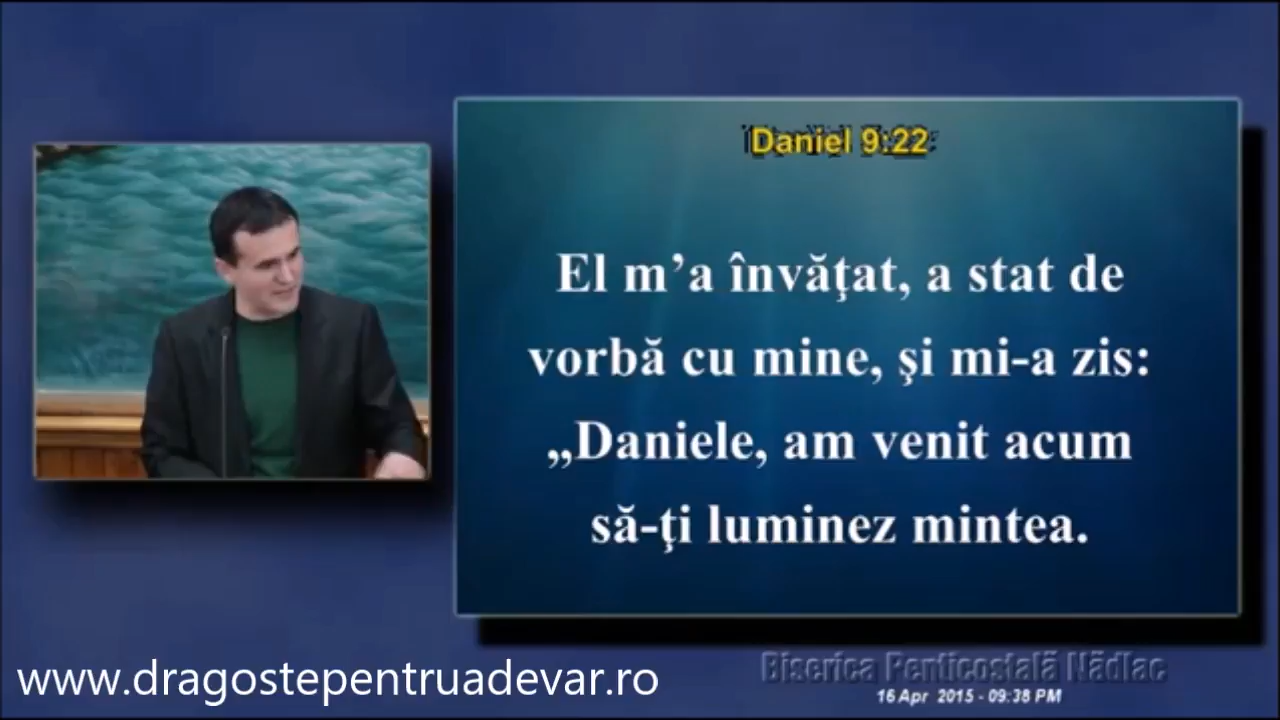 Daniel 9:22
El m’a învăţat, a stat de
vorbă cu mine, şi mi-a zis:
„Daniele, am venit acum
să-ţi luminez mintea.
www.dragostepentruadevar.ro
Biserica Penticostală Nădlac
16 Apr 2015 - 09:38 PM